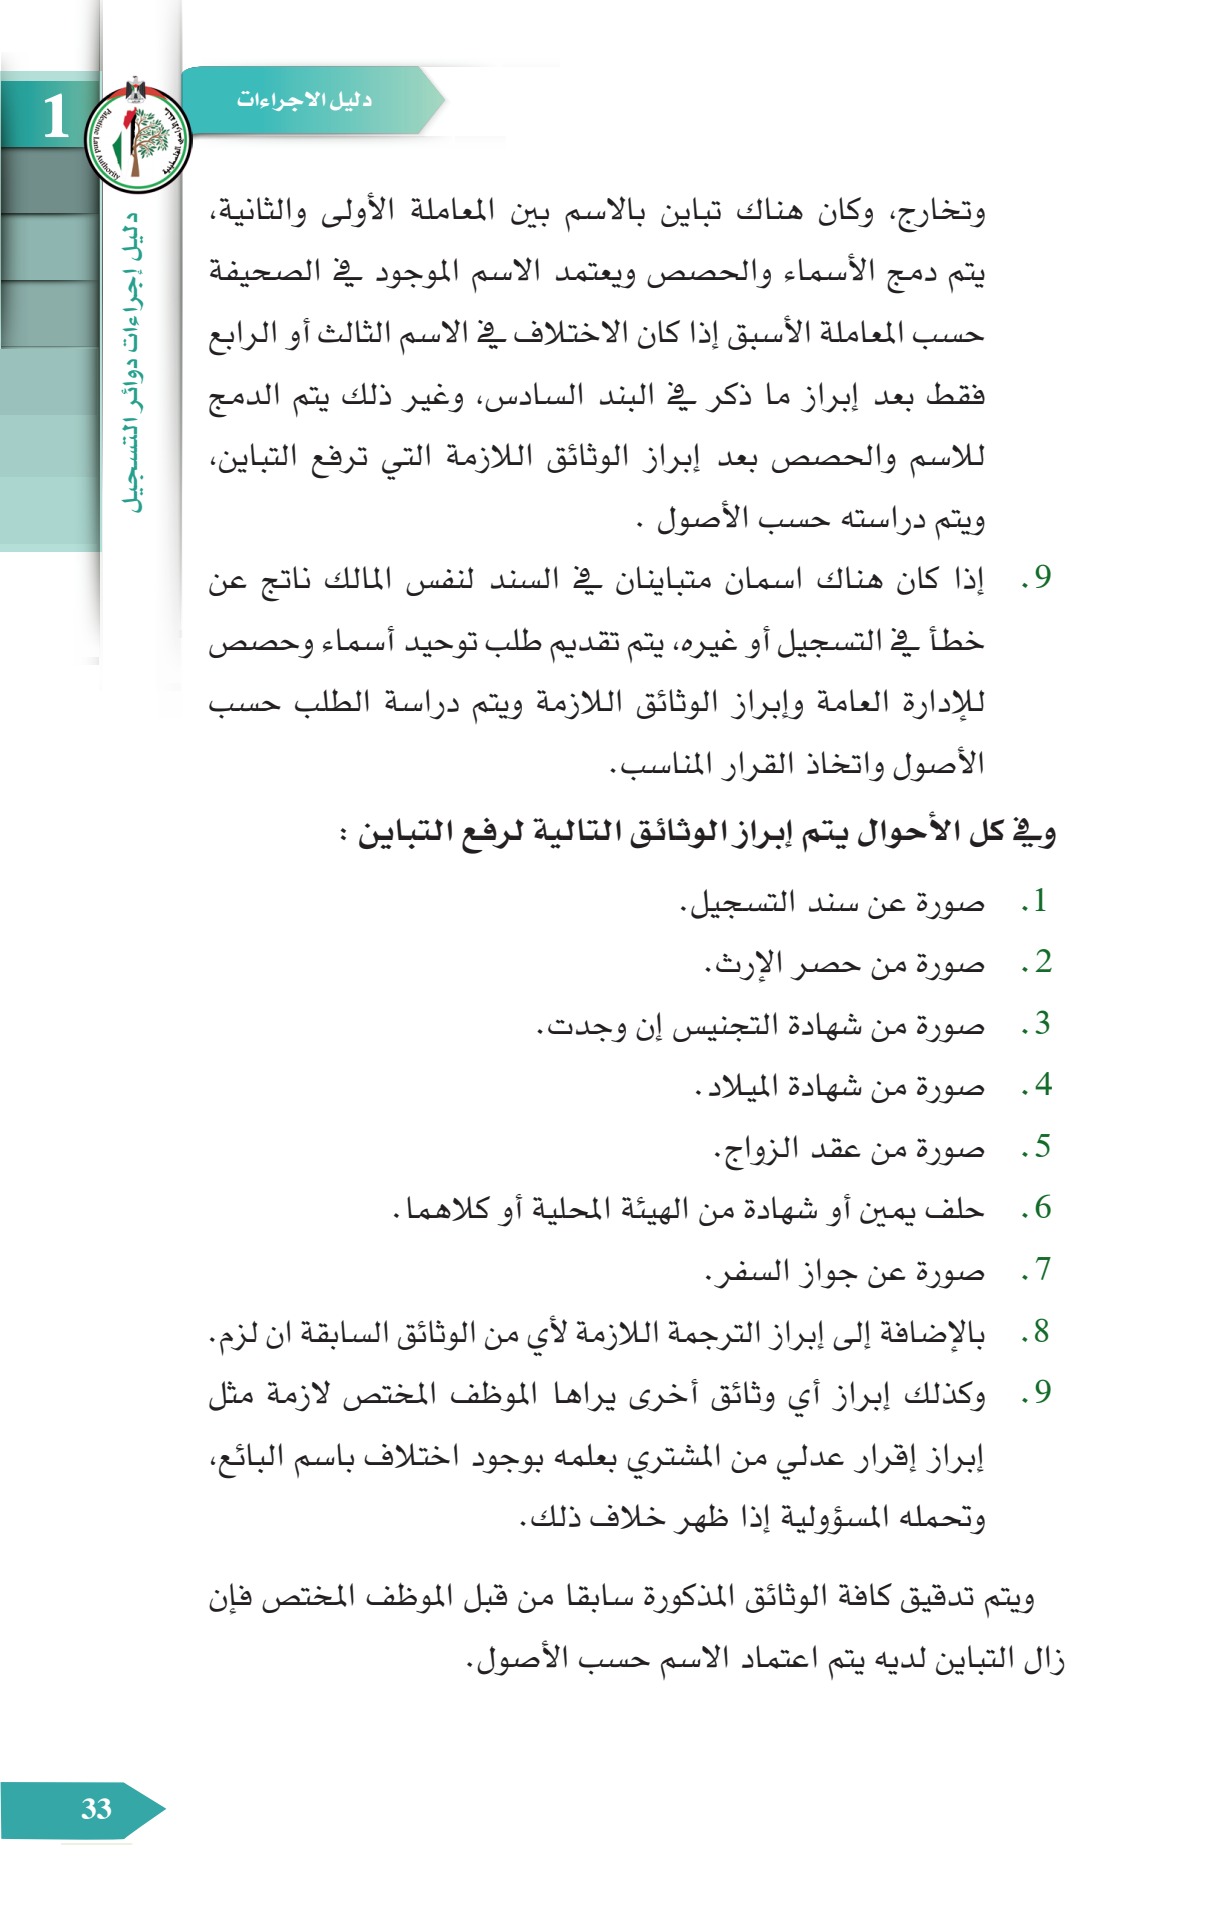 دليل الاجراءات
1
Palestine Land Authority
دليل إجراءات دوائر التسجيل
وتخارج، وكان هناك تباين بالاسم بين المعاملة الأولى والثانية،
يتم دمج الأسماء والحصص ويعتمد الاسم الموجود في الصحيفة
حسب المعاملة الأسبق إذا كان الاختلاف في الاسم الثالث أو الرابع
فقط بعد إبراز ما ذكر في البند السادس، وغير ذلك يتم الدمج
للاسم والحصص بعد إبراز الوثائق اللازمة التي ترفع التباين،
ويتم دراسته حسب الأصول .
9. إذا كان هناك اسمان متباينان في السند لنفس المالك ناتج عن
خطأ في التسجيل أو غيره، يتم تقديم طلب توحيد أسماء وحصص
للإدارة العامة وإبراز الوثائق اللازمة ويتم دراسة الطلب حسب
الأصول واتخاذ القرار المناسب.
وفي كل الأحوال يتم إبراز الوثائق التالية لرفع التباين :
1. صورة عن سند التسجيل.
2. صورة من حصر الإرث.
3. صورة من شهادة التجنيس إن وجدت.
4. صورة من شهادة الميلاد.
5. صورة من عقد الزواج.
6. حلف يمين أو شهادة من الهيئة المحلية أو كلاهما.
7. صورة عن جواز السفر.
8. بالإضافة إلى إبراز الترجمة اللازمة لأي من الوثائق السابقة ان لزم.
9. وكذلك إبراز أي وثائق أخرى يراها الموظف المختص لازمة مثل
إبراز إقرار عدلي من المشتري بعلمه بوجود اختلاف باسم البائع،
وتحمله المسؤولية إذا ظهر خلاف ذلك.
ويتم تدقيق كافة الوثائق المذكورة سابقا من قبل الموظف المختص فإن
زال التباين لديه يتم اعتماد الاسم حسب الأصول.
33